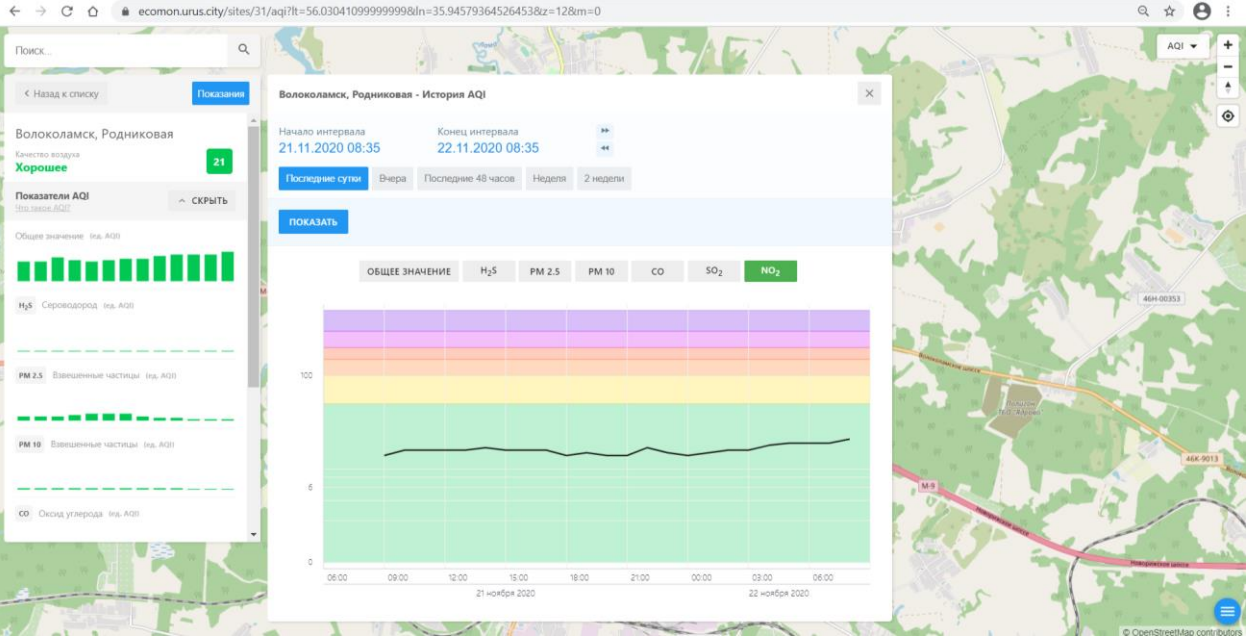 ecomon.urus.city/sites/31/aqi?lt=56.03041099999999&ln=35.94579364526453&z=12&m=0
Поиск...
AQI
Назад к списку
Показания
Волоколамск, Родниковая
Качество воздуха
Хорошее
21
Показатели AQI
Что такое AQI?
СКРЫТЬ
Общее значение (ед. AQI)
H₂S Сероводород (ед. AQI)
PM 2.5 Взвешенные частицы (ед. AQI)
PM 10 Взвешенные частицы (ед. AQI)
CO Оксид углерода (ед. AQI)
Волоколамск, Родниковая - История AQI
Начало интервала Конец интервала
21.11.2020 08:35 22.11.2020 08:35
Последние сутки Вчера Последние 48 часов Неделя 2 недели
ПОКАЗАТЬ
ОБЩЕЕ ЗНАЧЕНИЕ H₂S PM 2.5 PM 10 CO SO₂ NO₂
100
6
0
06:00 09:00 12:00 15:00 18:00 21:00 00:00 03:00 06:00
21 ноября 2020 22 ноября 2020
46Н-00353
Волоколамское шоссе
Полигон
46К-9013
М-9
Новорижское шоссе
Новорижское шоссе
© OpenStreetMap contributors